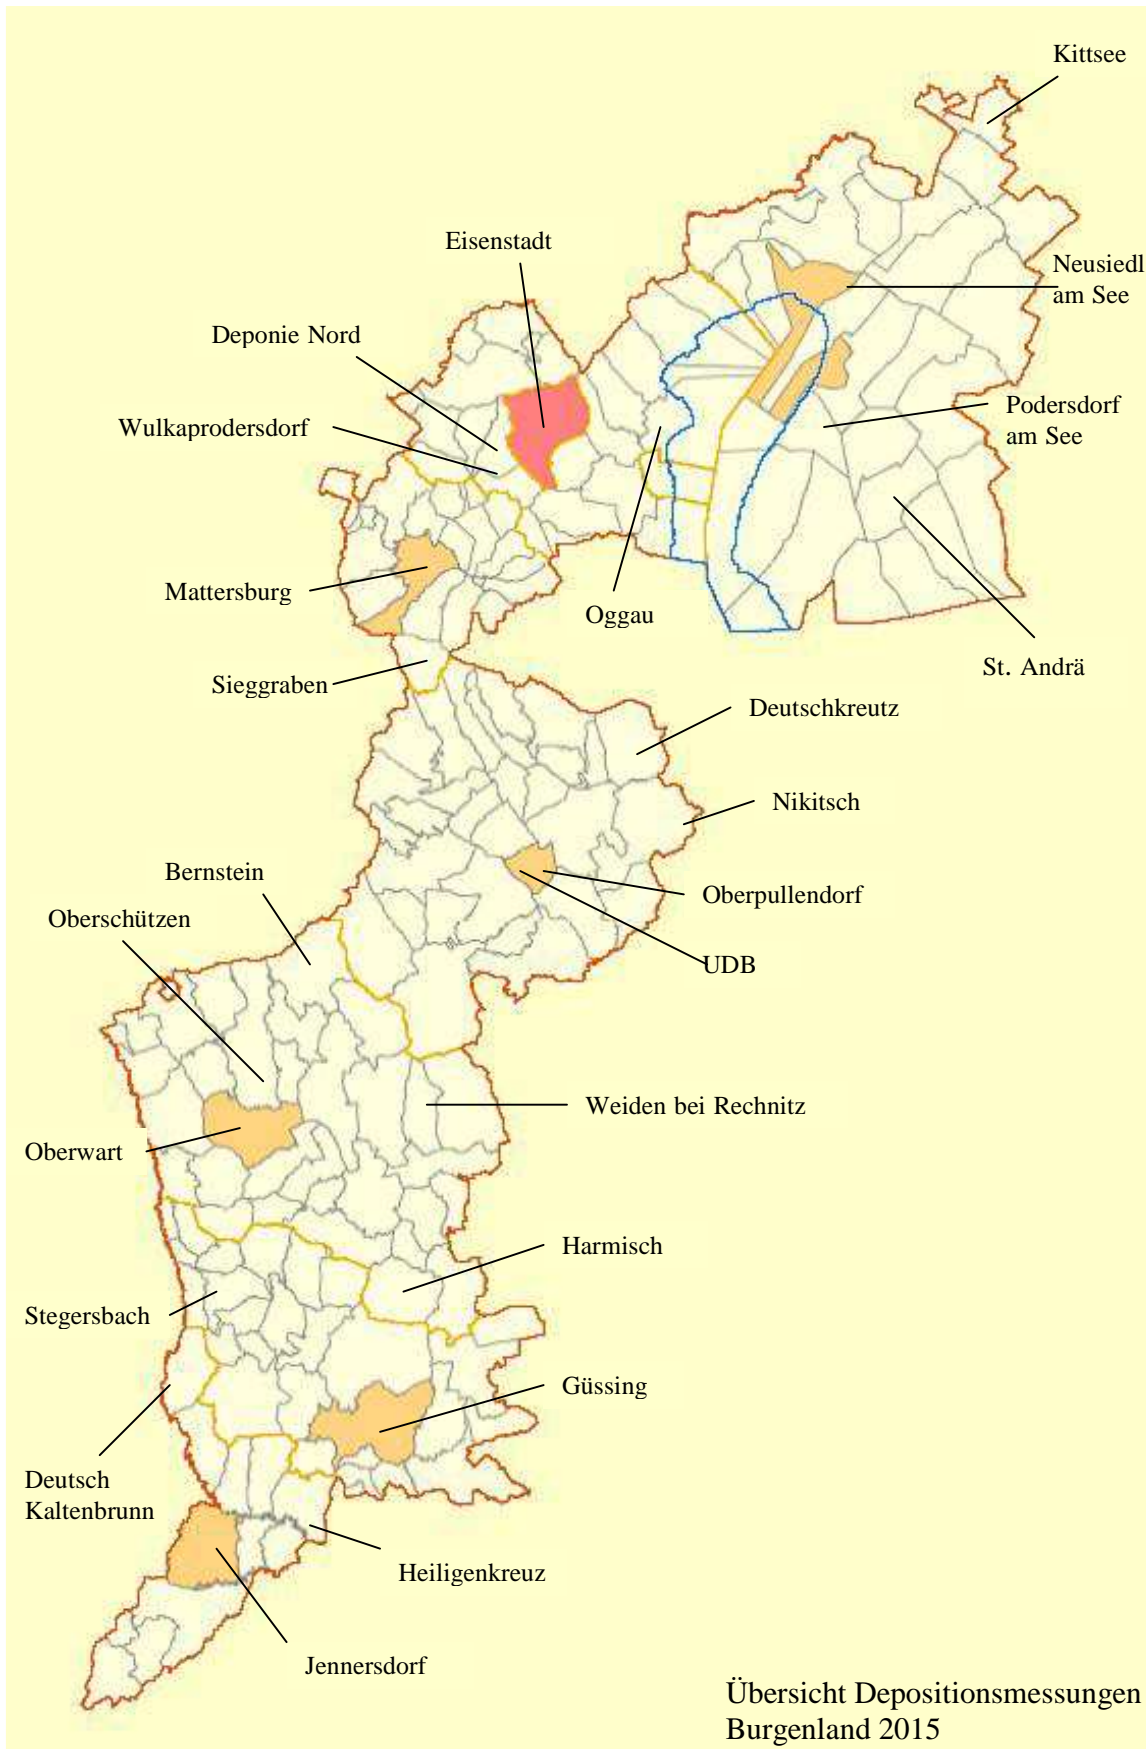 Kittsee
Eisenstadt
Neusiedl
am See
Deponie Nord
Podersdorf
am See
Wulkaprodersdorf
Mattersburg
Oggau
St. Andrä
Sieggraben
Deutschkreutz
Nikitsch
Bernstein
Oberpullendorf
Oberschützen
UDB
Weiden bei Rechnitz
Oberwart
Harmisch
Stegersbach
Güssing
Deutsch
Kaltenbrunn
Heiligenkreuz
Jennersdorf
Übersicht Depositionsmessungen
Burgenland 2015